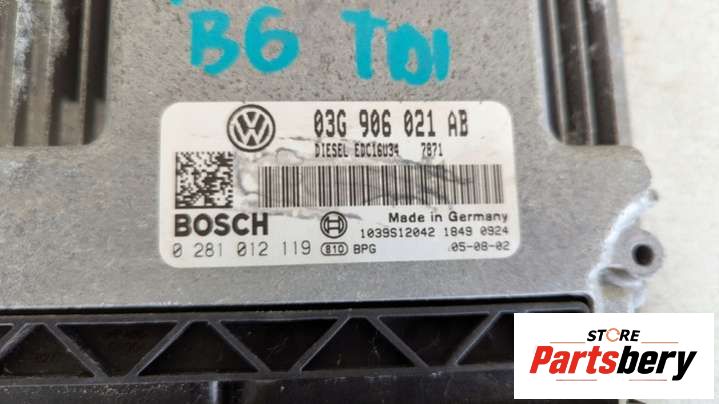 B6 TDI
03G 906 021 AB
DIESEL EDC16U34 7871
BOSCH
Made in Germany
1039S12042 1849 0924
0 281 012 119 810 BPG
05-08-02
STORE
Partsbery